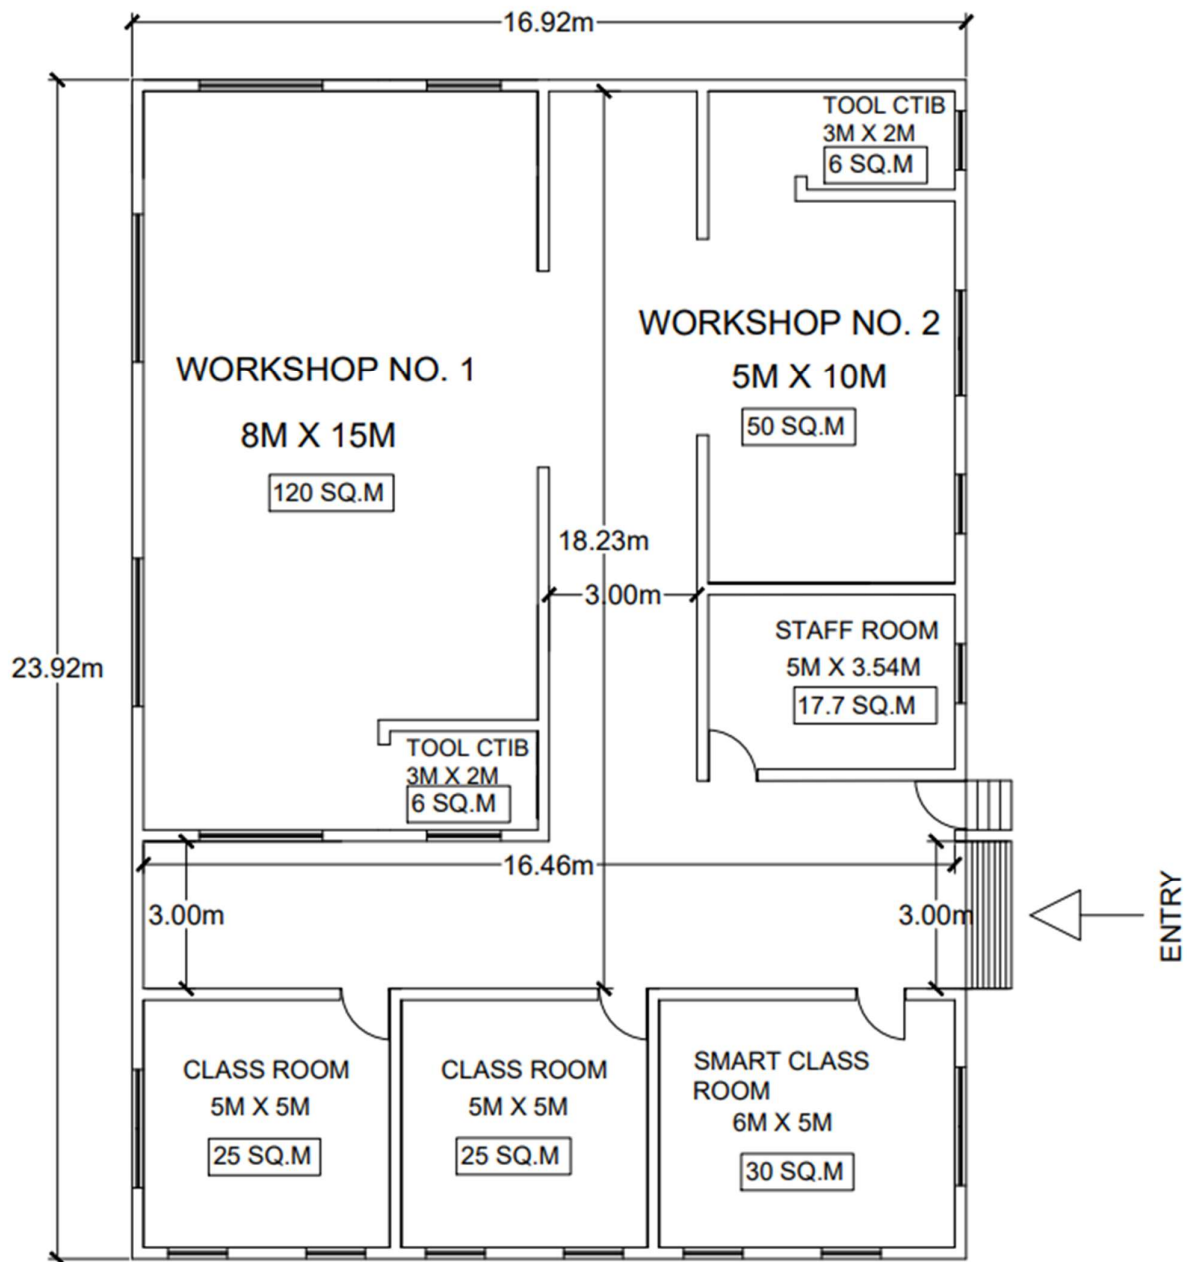 16.92m
TOOL CTIB
3M X 2M
6 SQ.M
WORKSHOP NO. 2
5M X 10M
50 SQ.M
WORKSHOP NO. 1
8M X 15M
120 SQ.M
18.23m
3.00m
STAFF ROOM
5M X 3.54M
17.7 SQ.M
23.92m
TOOL CTIB
3M X 2M
6 SQ.M
16.46m
3.00m
3.00m
ENTRY
CLASS ROOM
5M X 5M
25 SQ.M
CLASS ROOM
5M X 5M
25 SQ.M
SMART CLASS
ROOM
6M X 5M
30 SQ.M